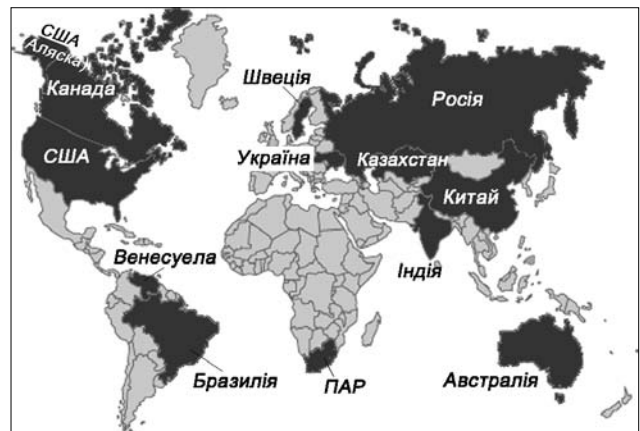 США
(Аляска)
Канада
США
Швеція
Україна
Росія
Казахстан
Китай
Індія
Венесуела
Бразилія
ПАР
Австралія